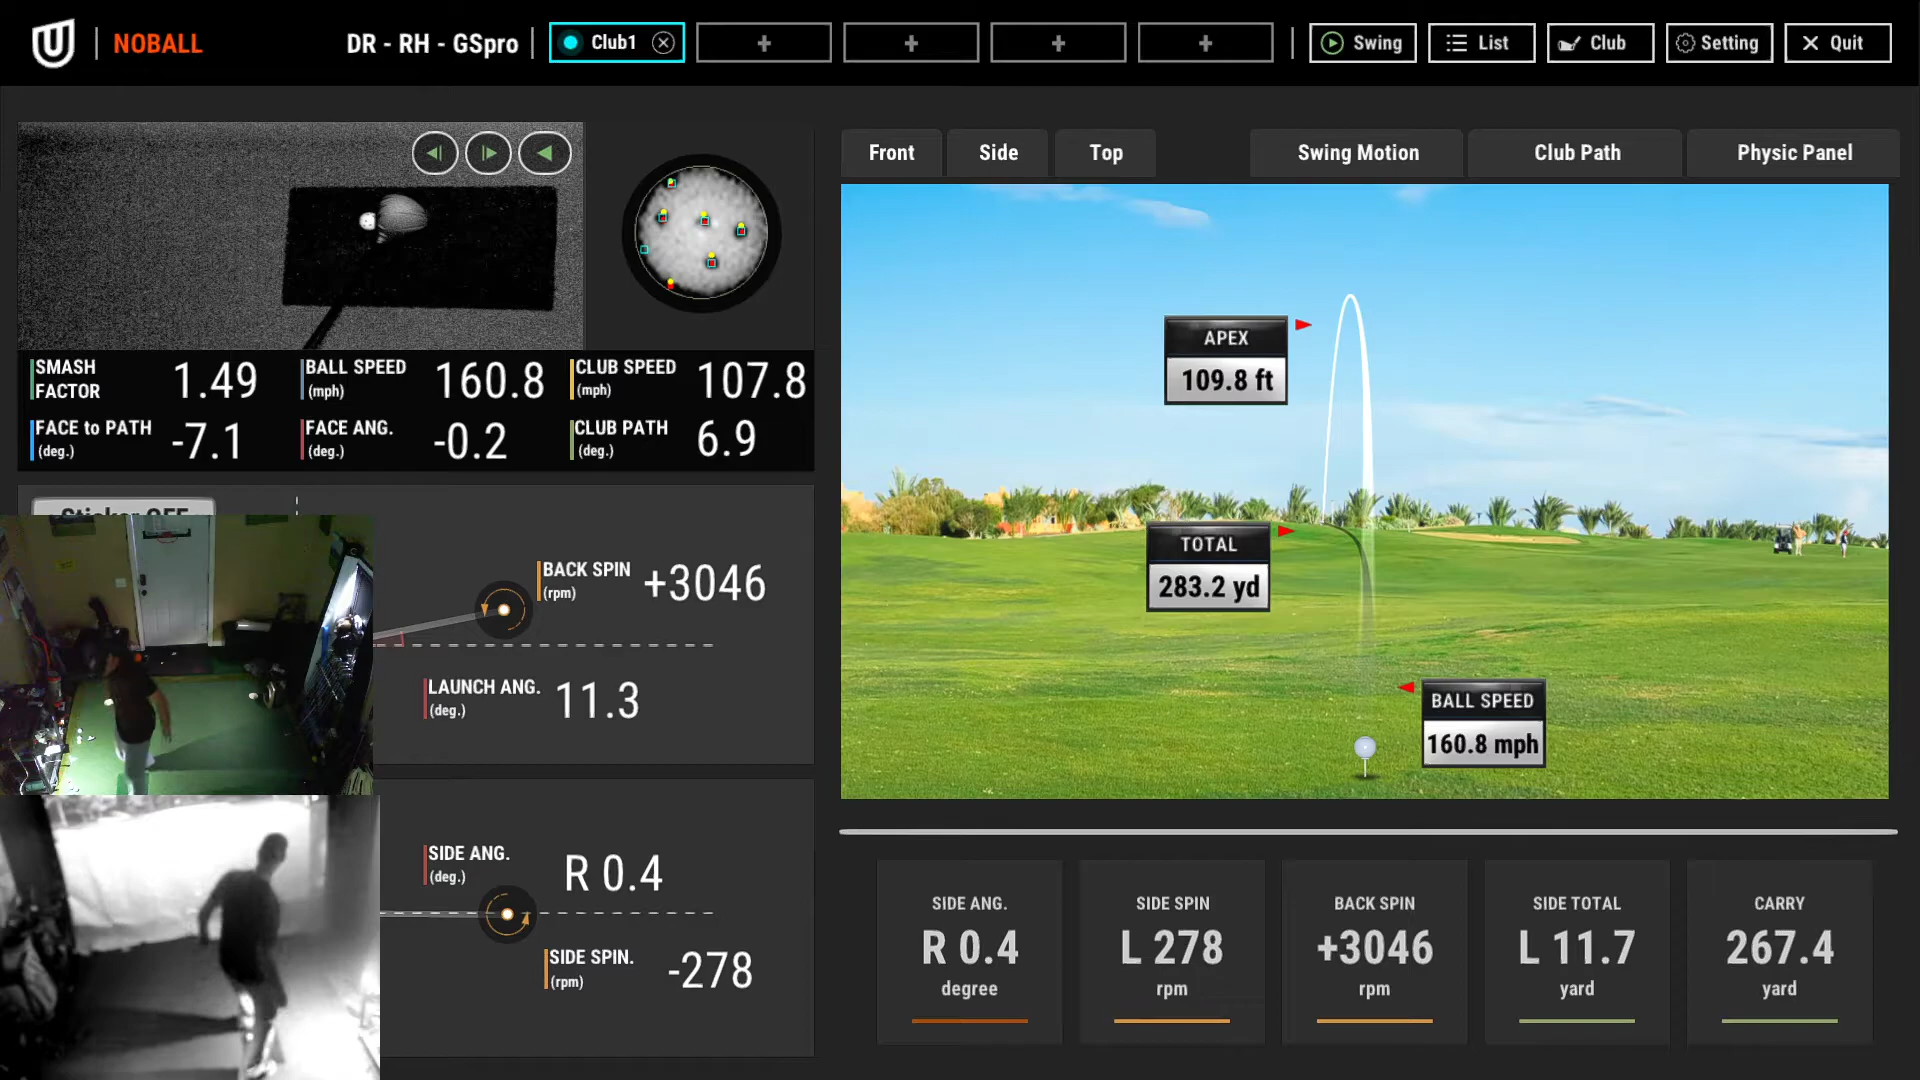 U NOBALL DR - RH - GSpro Club1 + + + + Swing List Club Setting Quit
Front Side Top Swing Motion Club Path Physic Panel
SMASH FACTOR 1.49
BALL SPEED (mph) 160.8
CLUB SPEED (mph) 107.8
FACE to PATH (deg.) -7.1
FACE ANG. (deg.) -0.2
CLUB PATH (deg.) 6.9
Sticker OFF
BACK SPIN (rpm) +3046
LAUNCH ANG. (deg.) 11.3
SIDE ANG. (deg.) R 0.4
SIDE SPIN. (rpm) -278
APEX
109.8 ft
TOTAL
283.2 yd
BALL SPEED
160.8 mph
SIDE ANG.
R 0.4
degree
SIDE SPIN
L 278
rpm
BACK SPIN
+3046
rpm
SIDE TOTAL
L 11.7
yard
CARRY
267.4
yard